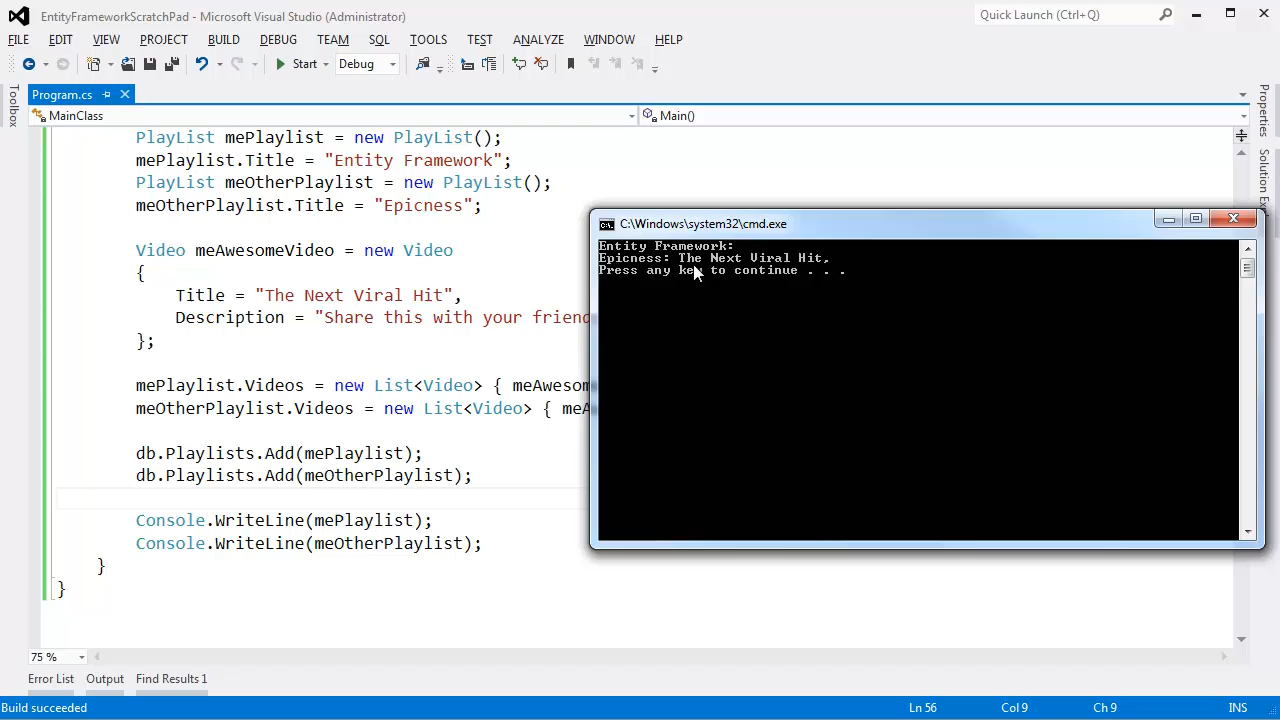 EntityFrameworkScratchPad - Microsoft Visual Studio (Administrator)
Quick Launch (Ctrl+Q)
FILE EDIT VIEW PROJECT BUILD DEBUG TEAM SQL TOOLS TEST ANALYZE WINDOW HELP
Start Debug
Toolbox
Program.cs
Properties
Solution Ex
MainClass
Main()
PlayList mePlaylist = new PlayList();
mePlaylist.Title = "Entity Framework";
PlayList meOtherPlaylist = new PlayList();
meOtherPlaylist.Title = "Epicness";
Video meAwesomeVideo = new Video
{
Title = "The Next Viral Hit",
Description = "Share this with your friend
};
mePlaylist.Videos = new List<Video> { meAwesom
meOtherPlaylist.Videos = new List<Video> { meA
db.Playlists.Add(mePlaylist);
db.Playlists.Add(meOtherPlaylist);
Console.WriteLine(mePlaylist);
Console.WriteLine(meOtherPlaylist);
}
}
C:\Windows\system32\cmd.exe
Entity Framework:
Epicness: The Next Viral Hit,
Press any key to continue . . .
75 %
Error List Output Find Results 1
Build succeeded
Ln 56 Col 9 Ch 9 INS